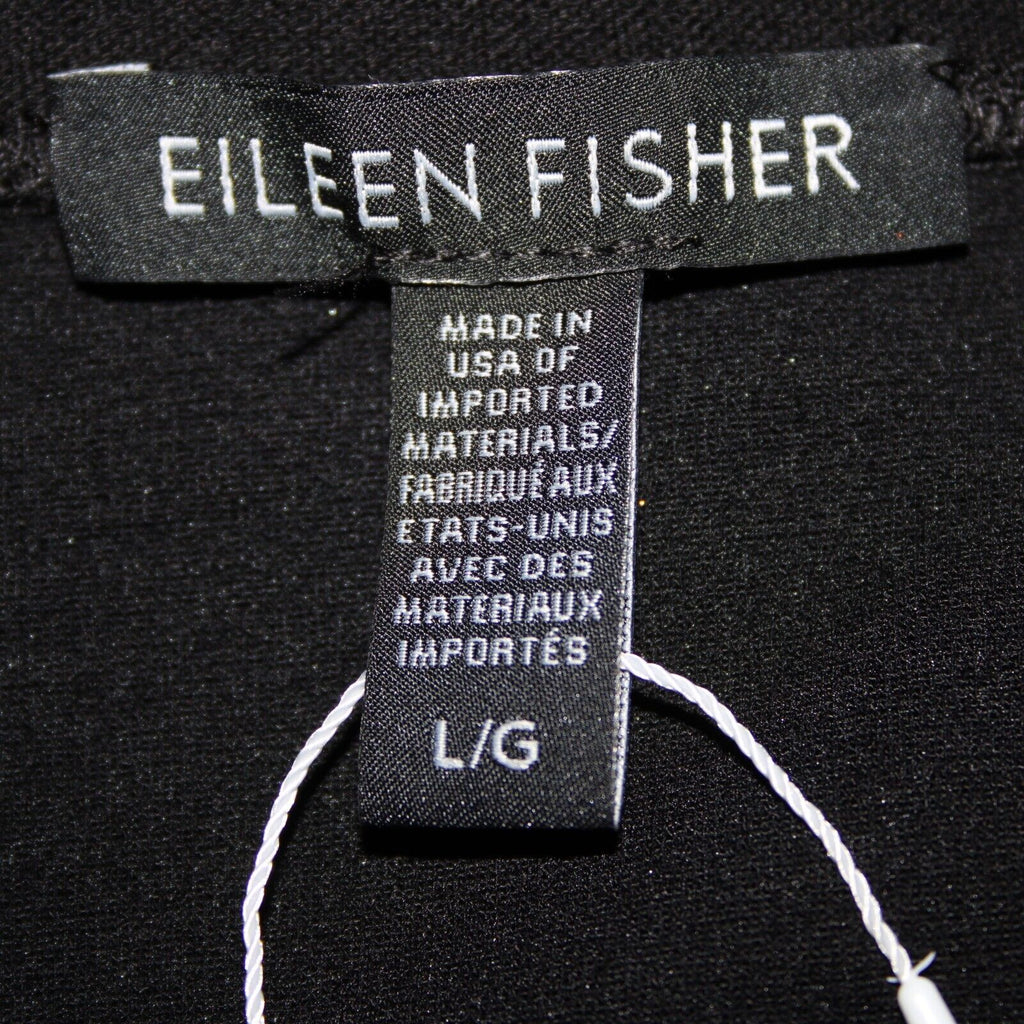 EILEEN FISHER
MADE IN
USA OF
IMPORTED
MATERIALS/
FABRIQUÉ AUX
ETATS-UNIS
AVEC DES
MATERIAUX
IMPORTÉS
L/G